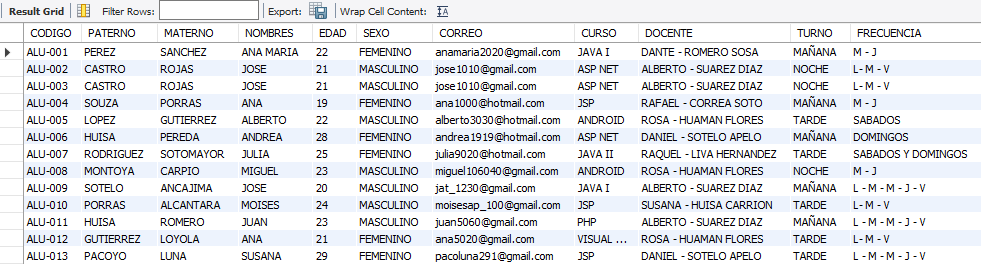 Result Grid Filter Rows: Export: Wrap Cell Content:
CODIGO PATERNO MATERNO NOMBRES EDAD SEXO CORREO CURSO DOCENTE TURNO FRECUENCIA
ALU-001 PEREZ SANCHEZ ANA MARIA 22 FEMENINO anamaria2020@gmail.com JAVA I DANTE - ROMERO SOSA MAÑANA M - J
ALU-002 CASTRO ROJAS JOSE 21 MASCULINO jose1010@gmail.com ASP NET ALBERTO - SUAREZ DIAZ NOCHE L - M - V
ALU-003 CASTRO ROJAS JOSE 21 MASCULINO jose1010@gmail.com ASP NET ALBERTO - SUAREZ DIAZ NOCHE L- M - V
ALU-004 SOUZA PORRAS ANA 19 FEMENINO ana1000@hotmail.com JSP RAFAEL - CORREA SOTO MAÑANA M - J
ALU-005 LOPEZ GUTIERREZ ALBERTO 22 MASCULINO alberto3030@hotmail.com ANDROID ROSA - HUAMAN FLORES TARDE SABADOS
ALU-006 HUISA PEREDA ANDREA 28 FEMENINO andrea1919@hotmail.com ASP NET DANIEL - SOTELO APELO MAÑANA DOMINGOS
ALU-007 RODRIGUEZ SOTOMAYOR JULIA 25 FEMENINO julia9020@hotmail.com JAVA II RAQUEL - LIVA HERNANDEZ TARDE SABADOS Y DOMINGOS
ALU-008 MONTOYA CARPIO MIGUEL 23 MASCULINO miguel106040@gmail.com ANDROID ROSA - HUAMAN FLORES NOCHE M - J
ALU-009 SOTELO ANCAJIMA JOSE 20 MASCULINO jat_1230@gmail.com JAVA I DANIEL - SOTELO APELO TARDE L - M - M - J - V
ALU-010 PORRAS ALCANTARA MOISES 24 MASCULINO moisesap_100@gmail.com JSP SUSANA - HUISA CARRION TARDE L- M - V
ALU-011 HUISA ROMERO JUAN 23 MASCULINO juan5060@gmail.com PHP ALBERTO - SUAREZ DIAZ MAÑANA L - M - M - J - V
ALU-012 GUTIERREZ LOYOLA ANA 21 FEMENINO ana5020@gmail.com VISUAL ... ROSA - HUAMAN FLORES TARDE L - M - V
ALU-013 PACOYO LUNA SUSANA 29 FEMENINO pacoluna291@gmail.com JSP ALBERTO - SUAREZ DIAZ TARDE L - M - V